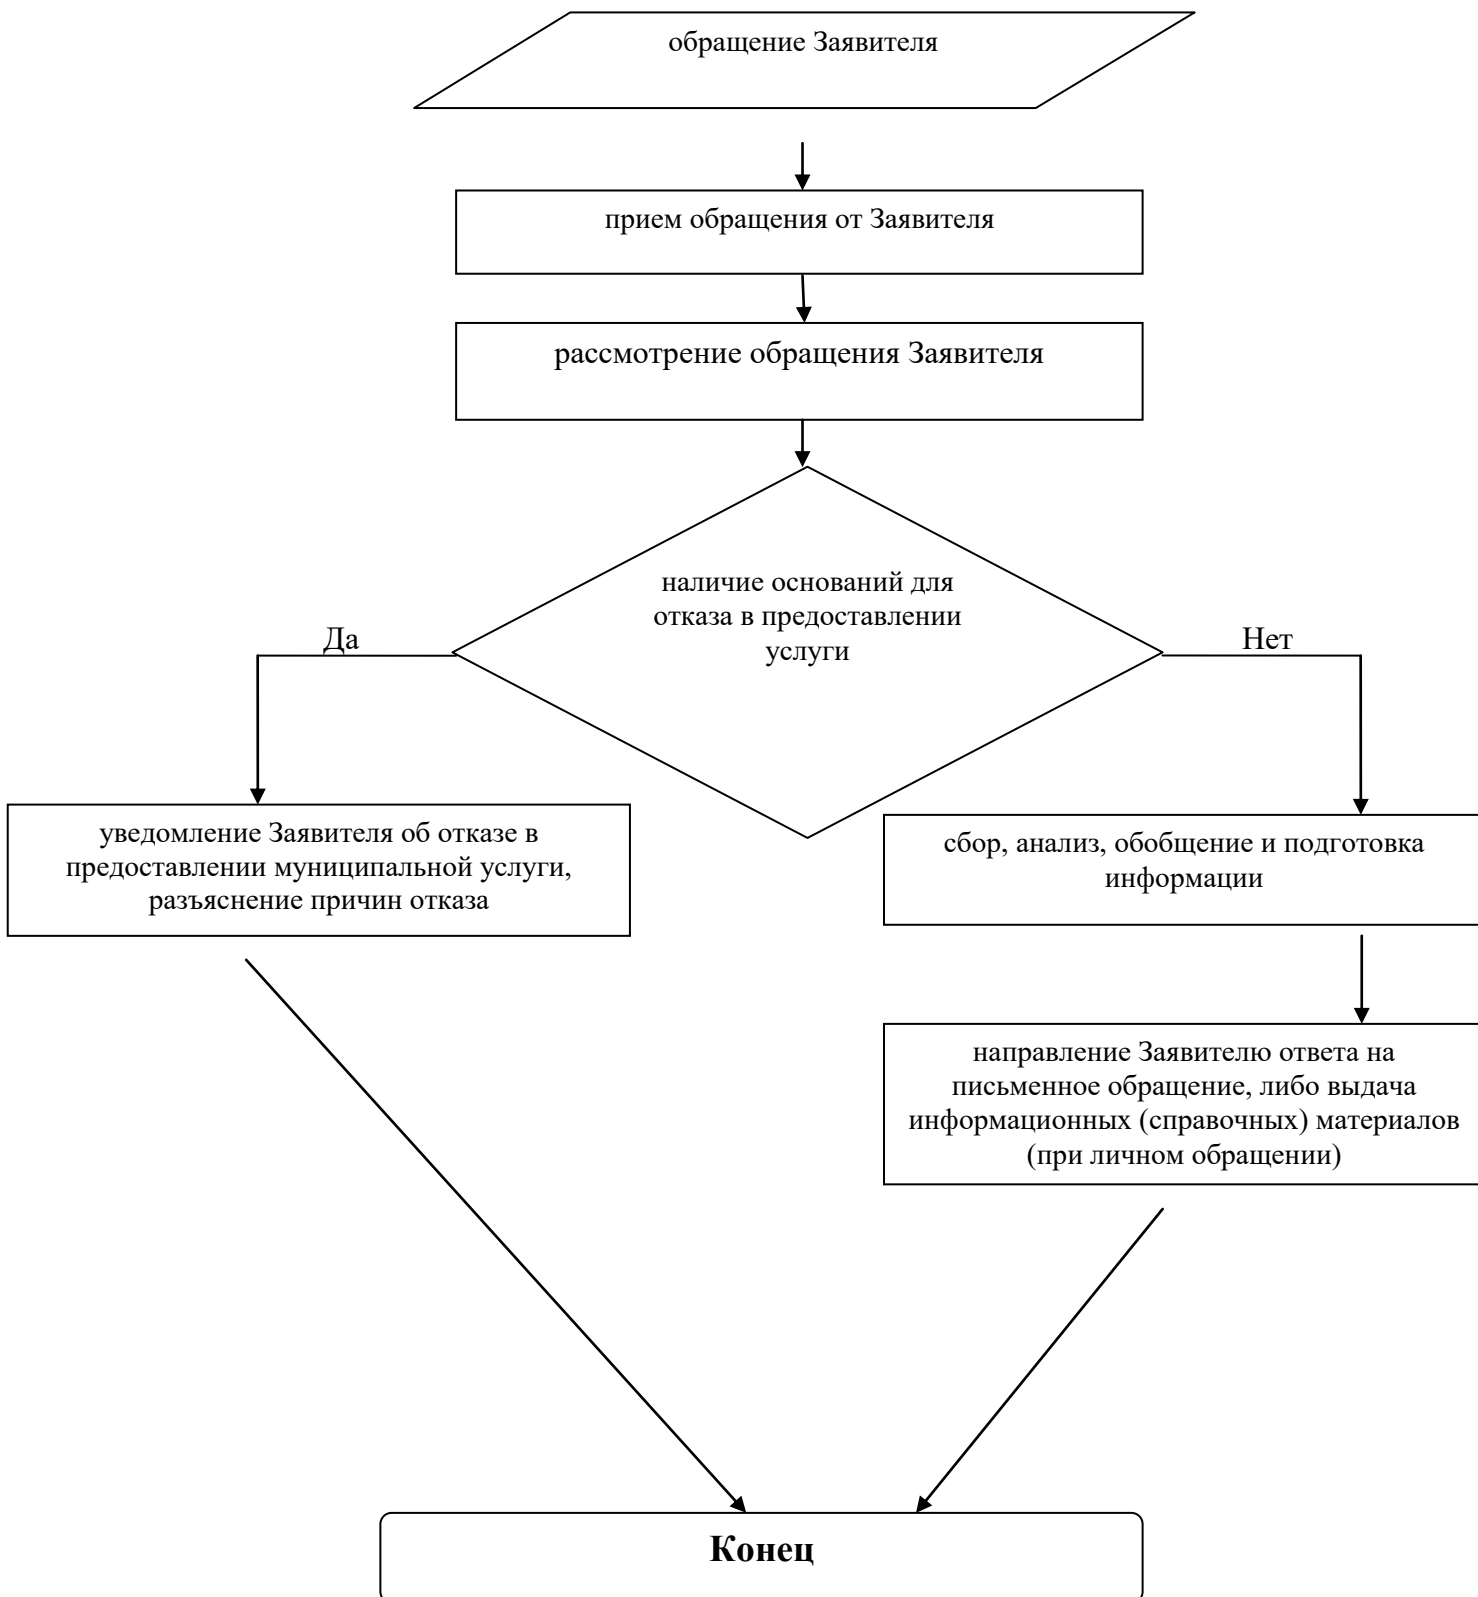 обращение Заявителя
прием обращения от Заявителя
рассмотрение обращения Заявителя
наличие оснований для
отказа в предоставлении
услуги
Да
Нет
уведомление Заявителя об отказе в
предоставлении муниципальной услуги,
разъяснение причин отказа
сбор, анализ, обобщение и подготовка
информации
направление Заявителю ответа на
письменное обращение, либо выдача
информационных (справочных) материалов
(при личном обращении)
Конец